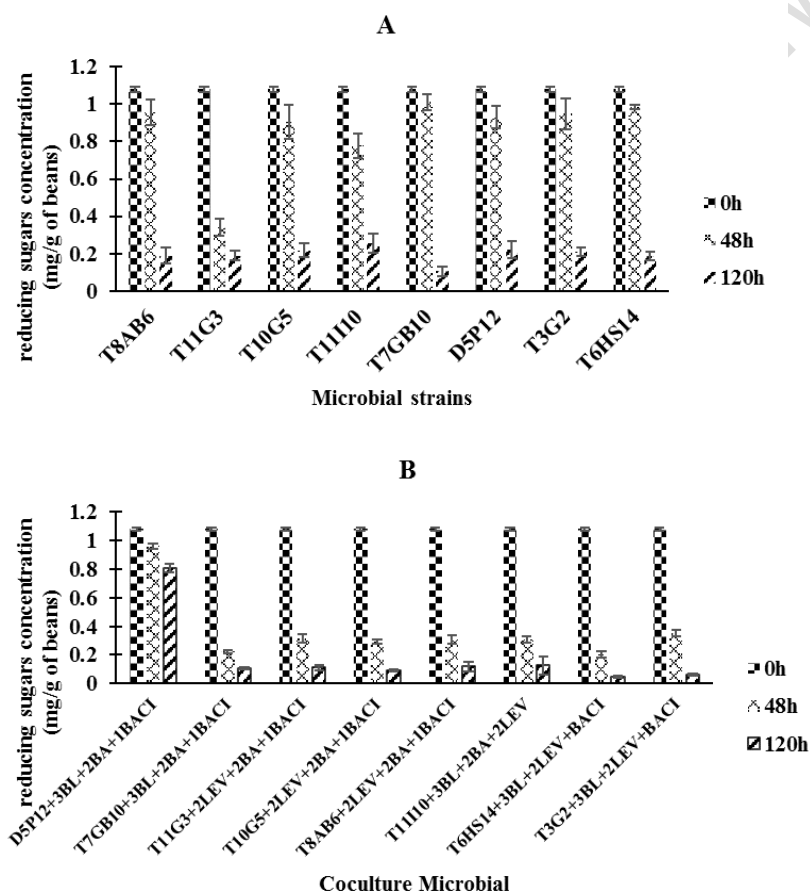 A
reducing sugars concentration
(mg/g of beans)
1.2
1
0.8
0.6
0.4
0.2
0
T8AB6
T11G3
T10G5
T11I10
T7GB10
D5P12
T3G2
T6HS14
Microbial strains
0h
48h
120h
B
reducing sugars concentration
(mg/g of beans)
1.2
1
0.8
0.6
0.4
0.2
0
D5P12+3BL+2BA+1BACI
T7GB10+3BL+2BA+1BACI
T11G3+2LEV+2BA+1BACI
T10G5+2LEV+2BA+1BACI
T8AB6+2LEV+2BA+1BACI
T11I10+3BL+2BA+2LEV
T6HS14+3BL+2LEV+BACI
T3G2+3BL+2LEV+BACI
Coculture Microbial
0h
48h
120h